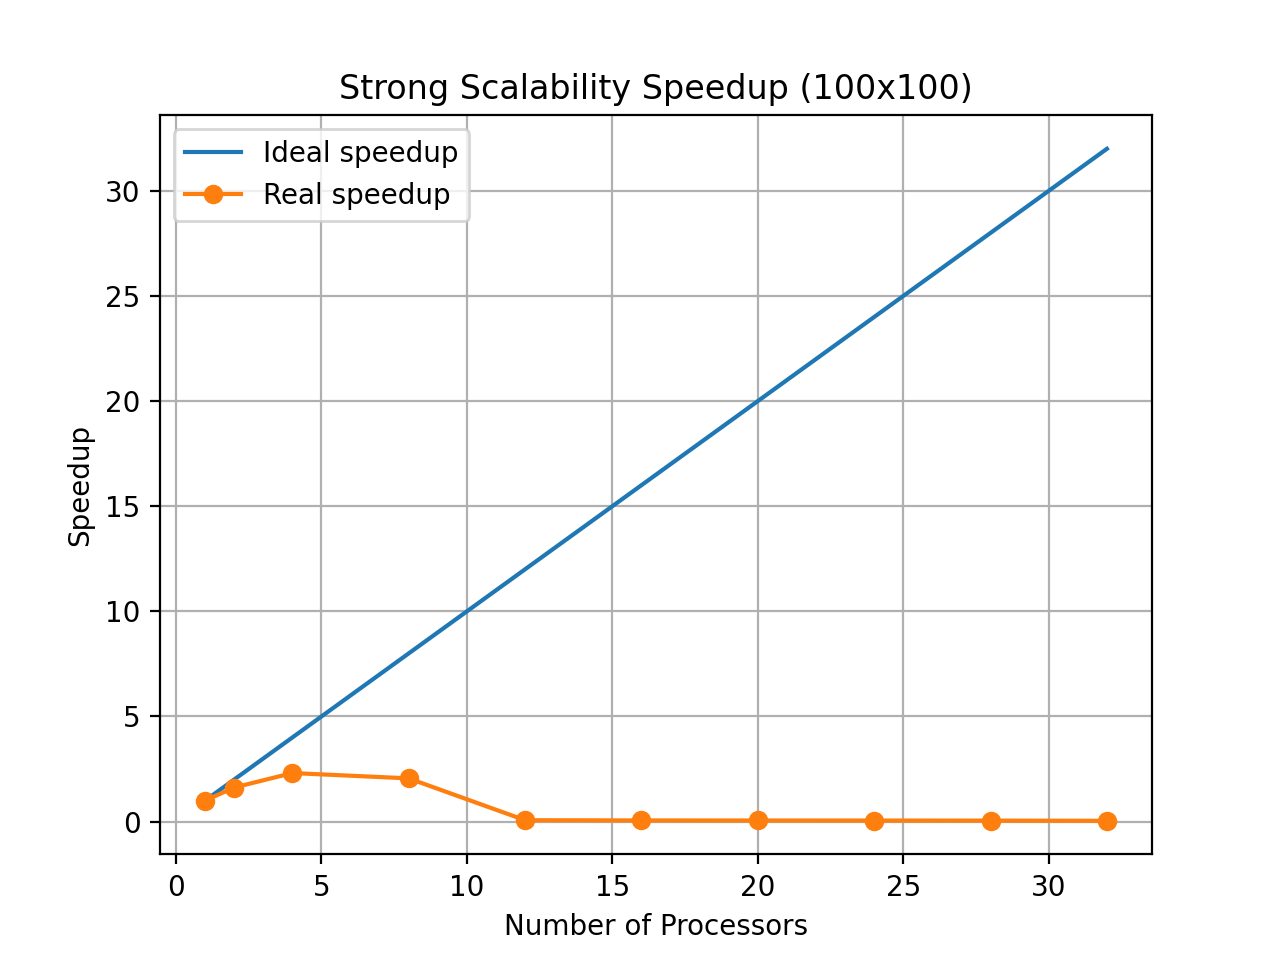 Strong Scalability Speedup (100x100)
Ideal speedup
Real speedup
30
25
20
15
10
5
0
Speedup
0 5 10 15 20 25 30
Number of Processors